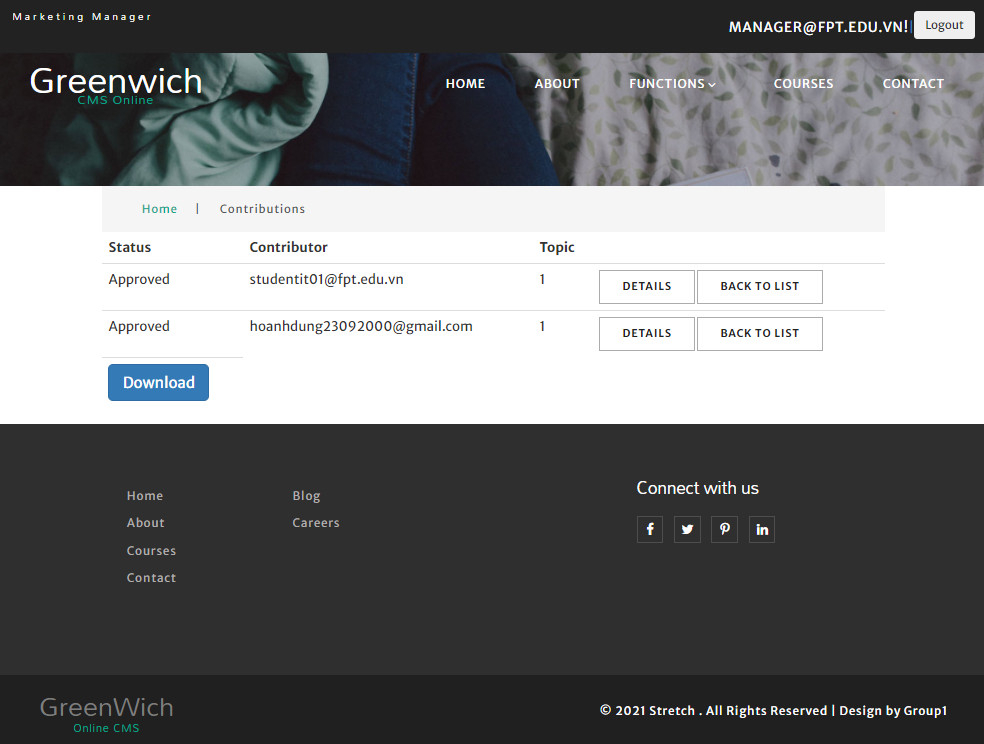 Marketing Manager
MANAGER@FPT.EDU.VN!
Logout
Greenwich
CMS Online
HOME ABOUT FUNCTIONS COURSES CONTACT
Home | Contributions
Status Contributor Topic
Approved studentit01@fpt.edu.vn 1 DETAILS BACK TO LIST
Approved hoanhdung23092000@gmail.com 1 DETAILS BACK TO LIST
Download
Home Blog
About Careers
Courses
Contact
Connect with us
GreenWich
Online CMS
© 2021 Stretch . All Rights Reserved | Design by Group1